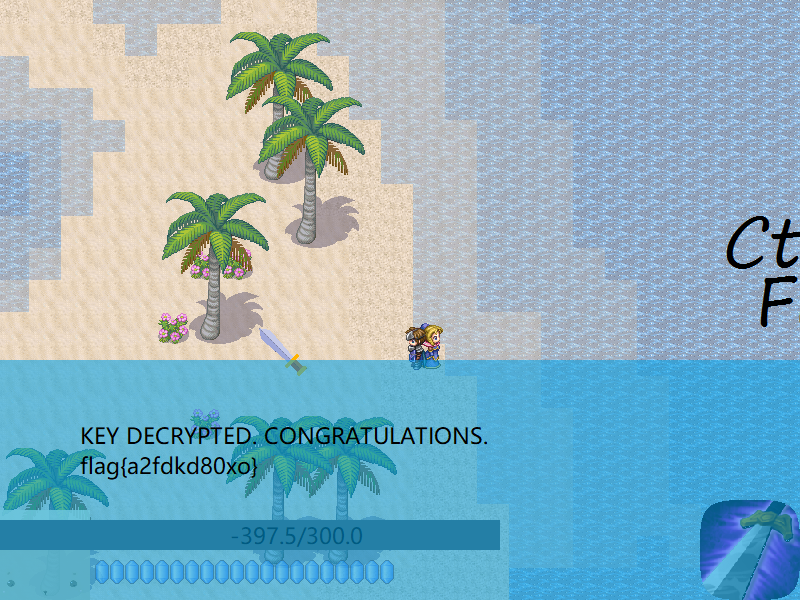 Ct
F
KEY DECRYPTED. CONGRATULATIONS.
flag{a2fdkd80xo}
-397.5/300.0